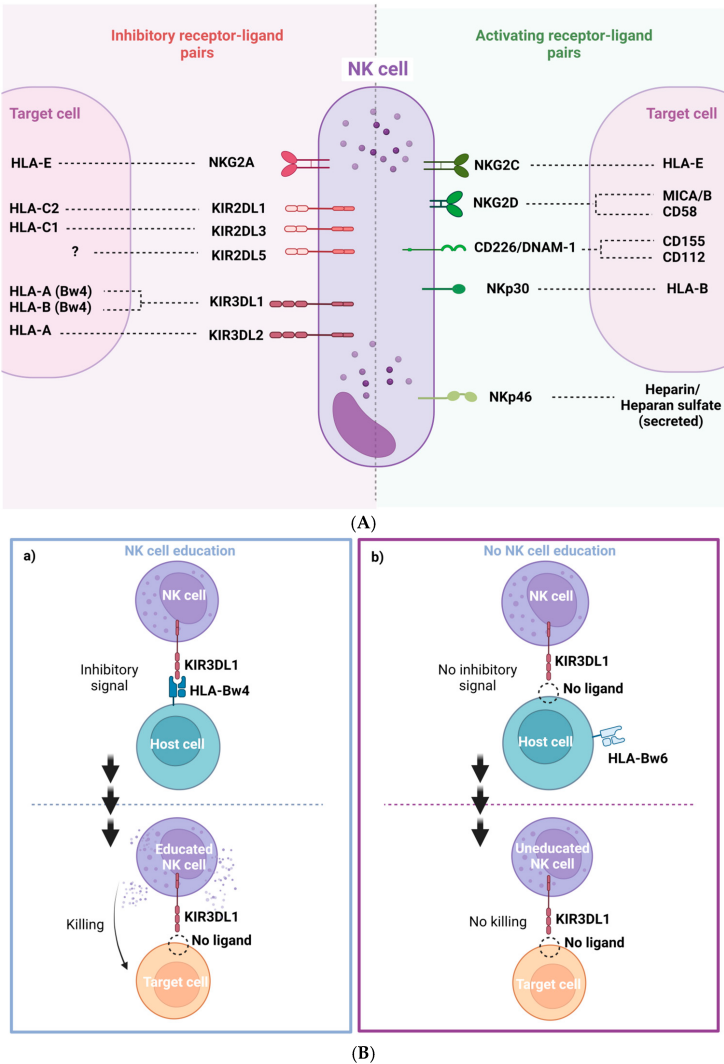 Inhibitory receptor-ligand
pairs
Activating receptor-ligand
pairs
NK cell
Target cell
Target cell
HLA-E
NKG2A
NKG2C
HLA-E
HLA-C2
KIR2DL1
NKG2D
MICA/B
CD58
HLA-C1
KIR2DL3
?
KIR2DL5
CD226/DNAM-1
CD155
CD112
HLA-A (Bw4)
HLA-B (Bw4)
KIR3DL1
NKp30
HLA-B
HLA-A
KIR3DL2
NKp46
Heparin/
Heparan sulfate
(secreted)
(A)
a)
NK cell education
NK cell
KIR3DL1
Inhibitory
signal
HLA-Bw4
Host cell
Educated
NK cell
KIR3DL1
Killing
No ligand
Target cell
b)
No NK cell education
NK cell
KIR3DL1
No inhibitory
signal
No ligand
Host cell
HLA-Bw6
Uneducated
NK cell
KIR3DL1
No killing
No ligand
Target cell
(B)